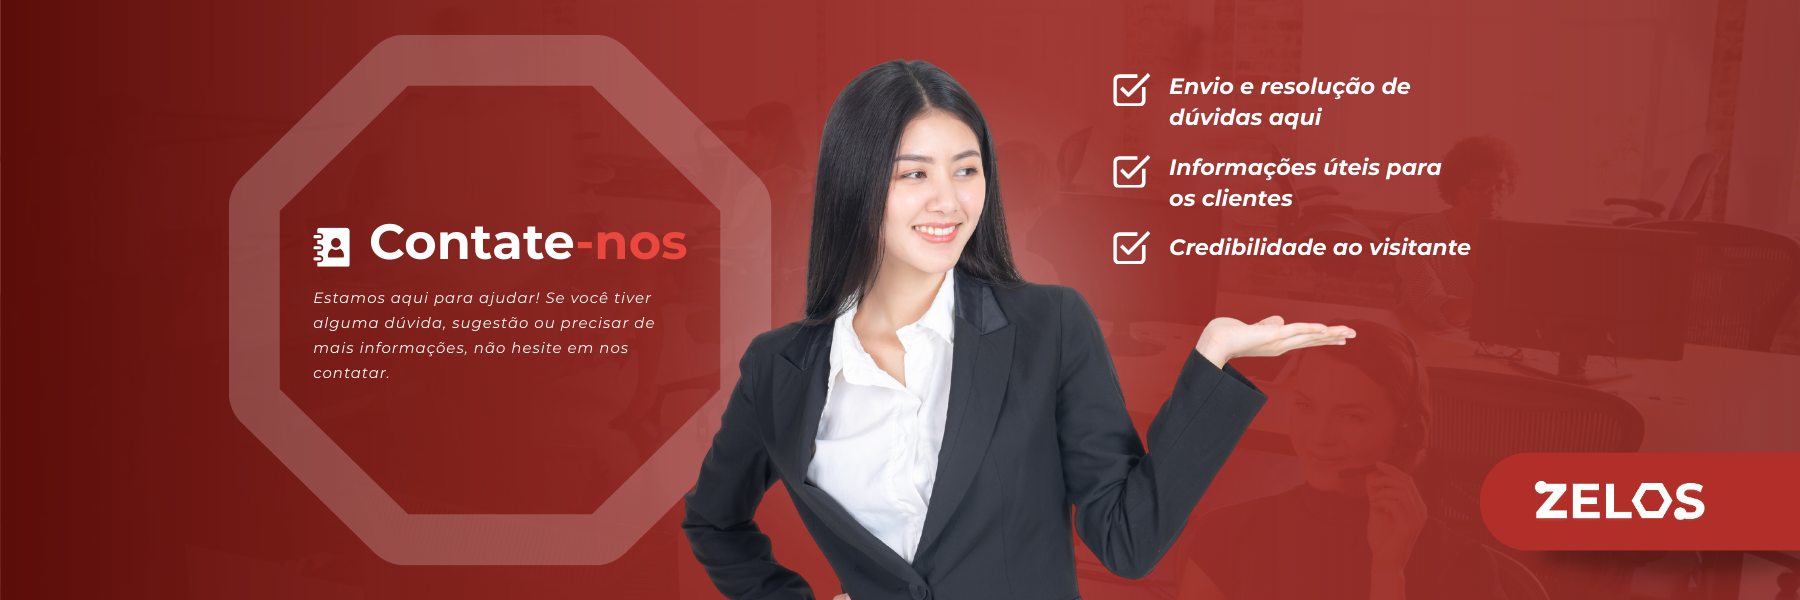 Contate-nos
Estamos aqui para ajudar! Se você tiver
alguma dúvida, sugestão ou precisar de
mais informações, não hesite em nos
contatar.
Envio e resolução de
dúvidas aqui
Informações úteis para
os clientes
Credibilidade ao visitante
ZELOS